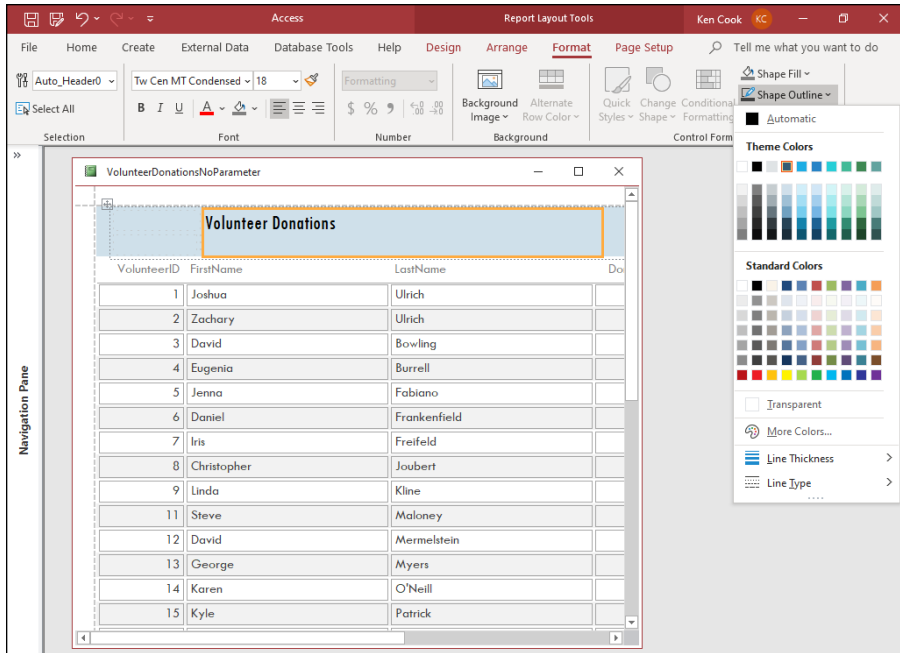 Access Report Layout Tools Ken Cook KC
File Home Create External Data Database Tools Help Design Arrange Format Page Setup Tell me what you want to do
Auto_Header0 Tw Cen MT Condensed 18 Formatting Shape Fill
Select All B I U A $ % 9 Background Image Alternate Row Color Quick Styles Change Shape Conditional Formatting Shape Outline
Selection Font Number Background Control Form
Automatic
Theme Colors
Standard Colors
Transparent
More Colors...
Line Thickness
Line Type
Navigation Pane
VolunteerDonationsNoParameter
Volunteer Donations
VolunteerID FirstName LastName Do
1 Joshua Ulrich
2 Zachary Ulrich
3 David Bowling
4 Eugenia Burrell
5 Jenna Fabiano
6 Daniel Frankenfield
7 Iris Freifeld
8 Christopher Joubert
9 Linda Kline
11 Steve Maloney
12 David Mermelstein
13 George Myers
14 Karen O'Neill
15 Kyle Patrick